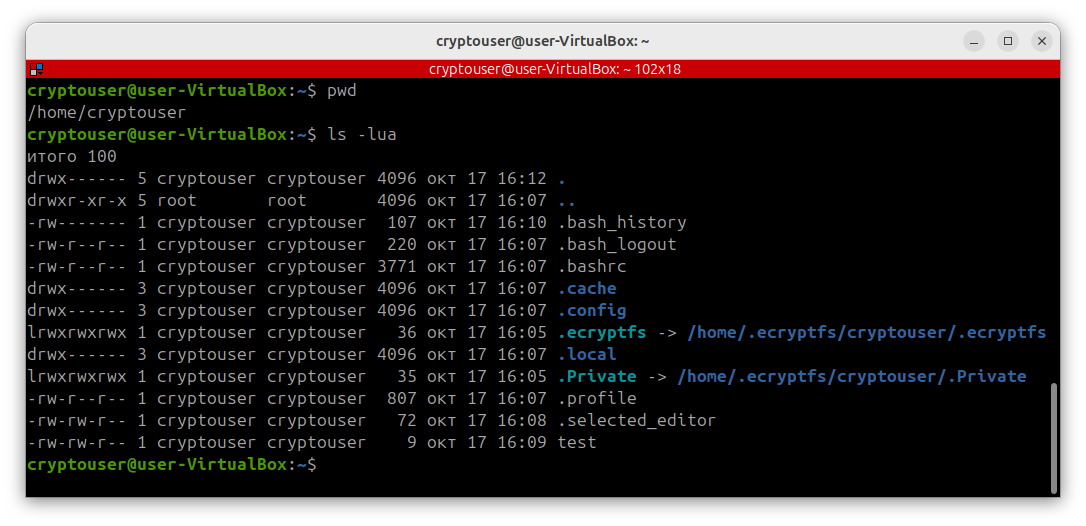 cryptouser@user-VirtualBox: ~
cryptouser@user-VirtualBox: ~ 102x18
cryptouser@user-VirtualBox:~$ pwd
/home/cryptouser
cryptouser@user-VirtualBox:~$ ls -lua
итого 100
drwx------ 5 cryptouser cryptouser 4096 окт 17 16:12 .
drwxr-xr-x 5 root       root       4096 окт 17 16:07 ..
-rw------- 1 cryptouser cryptouser  107 окт 17 16:10 .bash_history
-rw-r--r-- 1 cryptouser cryptouser  220 окт 17 16:07 .bash_logout
-rw-r--r-- 1 cryptouser cryptouser 3771 окт 17 16:07 .bashrc
drwx------ 3 cryptouser cryptouser 4096 окт 17 16:07 .cache
drwx------ 3 cryptouser cryptouser 4096 окт 17 16:07 .config
lrwxrwxrwx 1 cryptouser cryptouser   36 окт 17 16:05 .ecryptfs -> /home/.ecryptfs/cryptouser/.ecryptfs
drwx------ 3 cryptouser cryptouser 4096 окт 17 16:07 .local
lrwxrwxrwx 1 cryptouser cryptouser   35 окт 17 16:05 .Private -> /home/.ecryptfs/cryptouser/.Private
-rw-r--r-- 1 cryptouser cryptouser  807 окт 17 16:07 .profile
-rw-rw-r-- 1 cryptouser cryptouser   72 окт 17 16:08 .selected_editor
-rw-rw-r-- 1 cryptouser cryptouser    9 окт 17 16:09 test
cryptouser@user-VirtualBox:~$